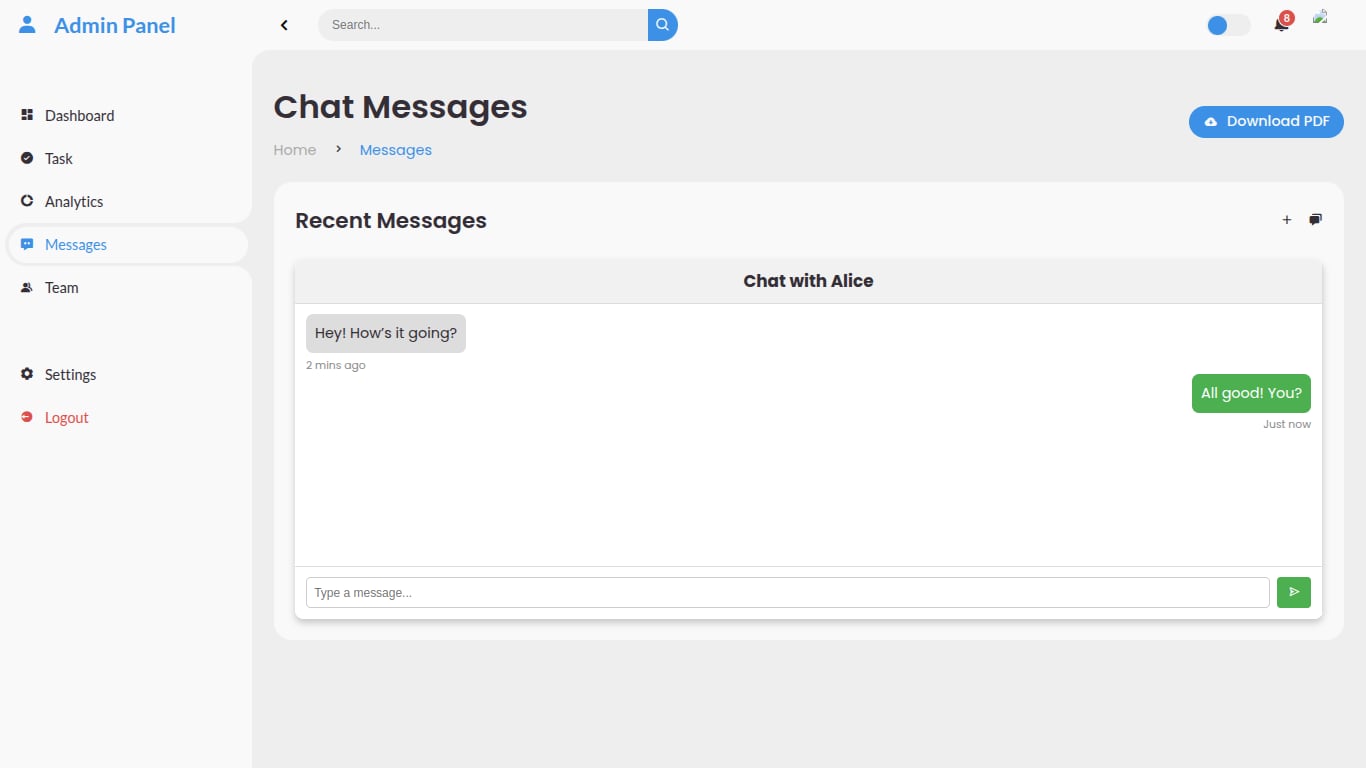 Admin Panel
Search...
8
Dashboard
Task
Analytics
Messages
Team
Settings
Logout
Chat Messages
Home
Messages
Download PDF
Recent Messages
Chat with Alice
Hey! How’s it going?
2 mins ago
All good! You?
Just now
Type a message...